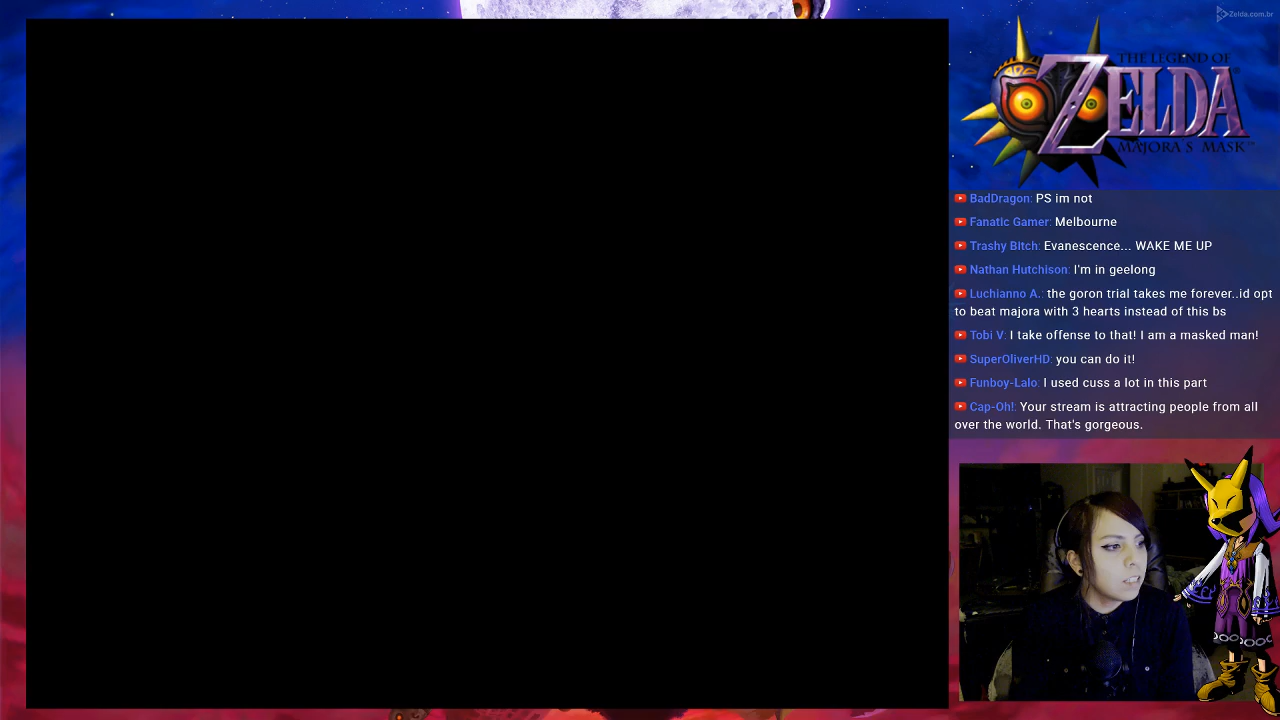 Zelda.com.br
THE LEGEND OF
ZELDA
MAJORA'S MASK™
BadDragon: PS im not
Fanatic Gamer: Melbourne
Trashy BItch: Evanescence... WAKE ME UP
Nathan Hutchison: I'm in geelong
Luchianno A.: the goron trial takes me forever..id opt
to beat majora with 3 hearts instead of this bs
Tobi V: I take offense to that! I am a masked man!
SuperOliverHD: you can do it!
Funboy-Lalo: I used cuss a lot in this part
Cap-Oh!: Your stream is attracting people from all
over the world. That's gorgeous.